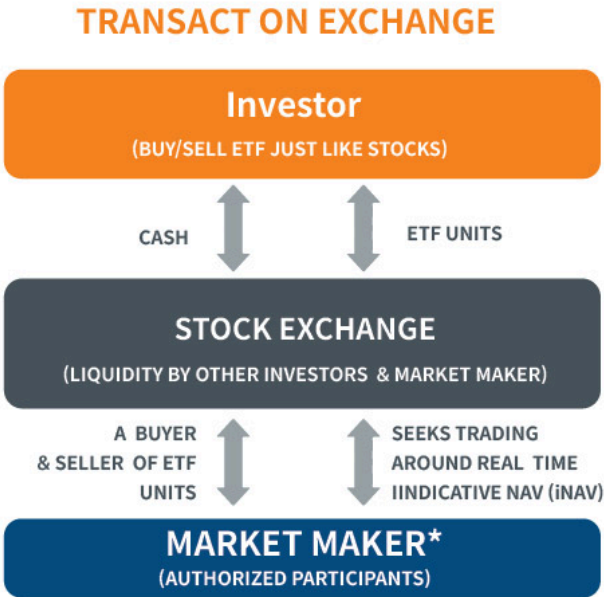 TRANSACT ON EXCHANGE
Investor
(BUY/SELL ETF JUST LIKE STOCKS)
CASH
ETF UNITS
STOCK EXCHANGE
(LIQUIDITY BY OTHER INVESTORS & MARKET MAKER)
A BUYER
& SELLER OF ETF
UNITS
SEEKS TRADING
AROUND REAL TIME
IINDICATIVE NAV (iNAV)
MARKET MAKER*
(AUTHORIZED PARTICIPANTS)